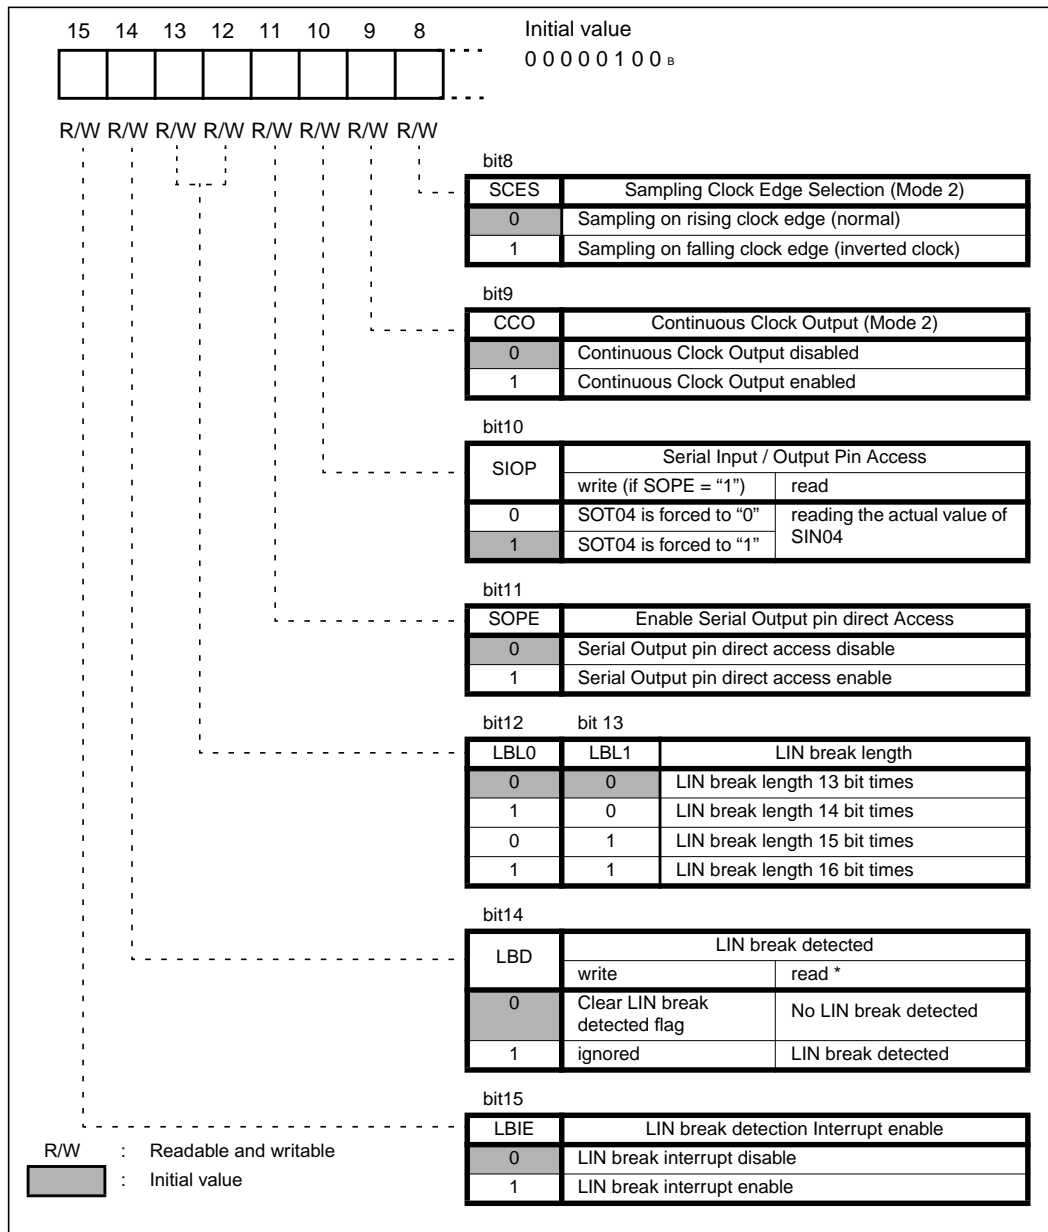 15 14 13 12 11 10 9 8
Initial value
0 0 0 0 0 1 0 0 B
R/W R/W R/W R/W R/W R/W R/W R/W
bit8
SCES Sampling Clock Edge Selection (Mode 2)
0 Sampling on rising clock edge (normal)
1 Sampling on falling clock edge (inverted clock)
bit9
CCO Continuous Clock Output (Mode 2)
0 Continuous Clock Output disabled
1 Continuous Clock Output enabled
bit10
SIOP Serial Input / Output Pin Access
write (if SOPE = “1”) read
0 SOT04 is forced to “0” reading the actual value of
SIN04
1 SOT04 is forced to “1”
bit11
SOPE Enable Serial Output pin direct Access
0 Serial Output pin direct access disable
1 Serial Output pin direct access enable
bit12 bit 13
LBL0 LBL1 LIN break length
0 0 LIN break length 13 bit times
1 0 LIN break length 14 bit times
0 1 LIN break length 15 bit times
1 1 LIN break length 16 bit times
bit14
LBD LIN break detected
write read *
0 Clear LIN break
detected flag
No LIN break detected
1 ignored LIN break detected
bit15
LBIE LIN break detection Interrupt enable
0 LIN break interrupt disable
1 LIN break interrupt enable
R/W : Readable and writable
: Initial value